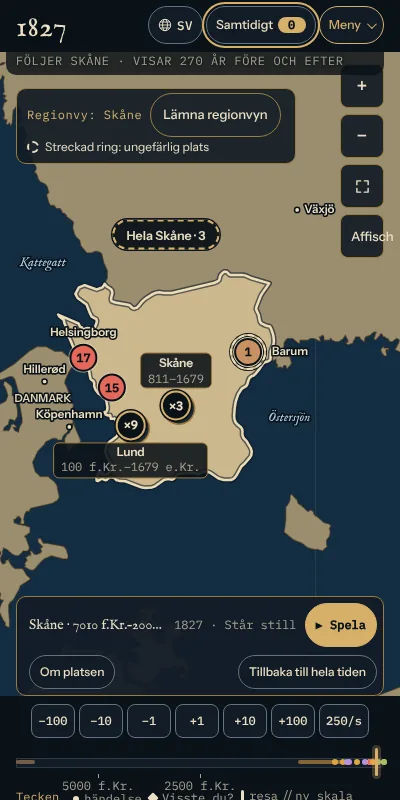 1827
SV
Samtidigt 0
Meny
FÖLJER SKÅNE · VISAR 270 ÅR FÖRE OCH EFTER
+
Regionvy: Skåne
Lämna regionvyn
Streckad ring: ungefärlig plats
−
Växjö
Hela Skåne · 3
Affisch
Kattegatt
Helsingborg
17
1
Barum
Skåne
811–1679
Hillerød
15
DANMARK
×3
Köpenhamn
×9
Östersjön
Lund
100 f.Kr.–1679 e.Kr.
Skåne · 7010 f.Kr.–200…
1827 · Står still
▶ Spela
Om platsen
Tillbaka till hela tiden
−100
−10
−1
+1
+10
+100
250/s
5000 f.Kr.
2500 f.Kr.
Tecken
händelse
Visste du?
resa // ny skala